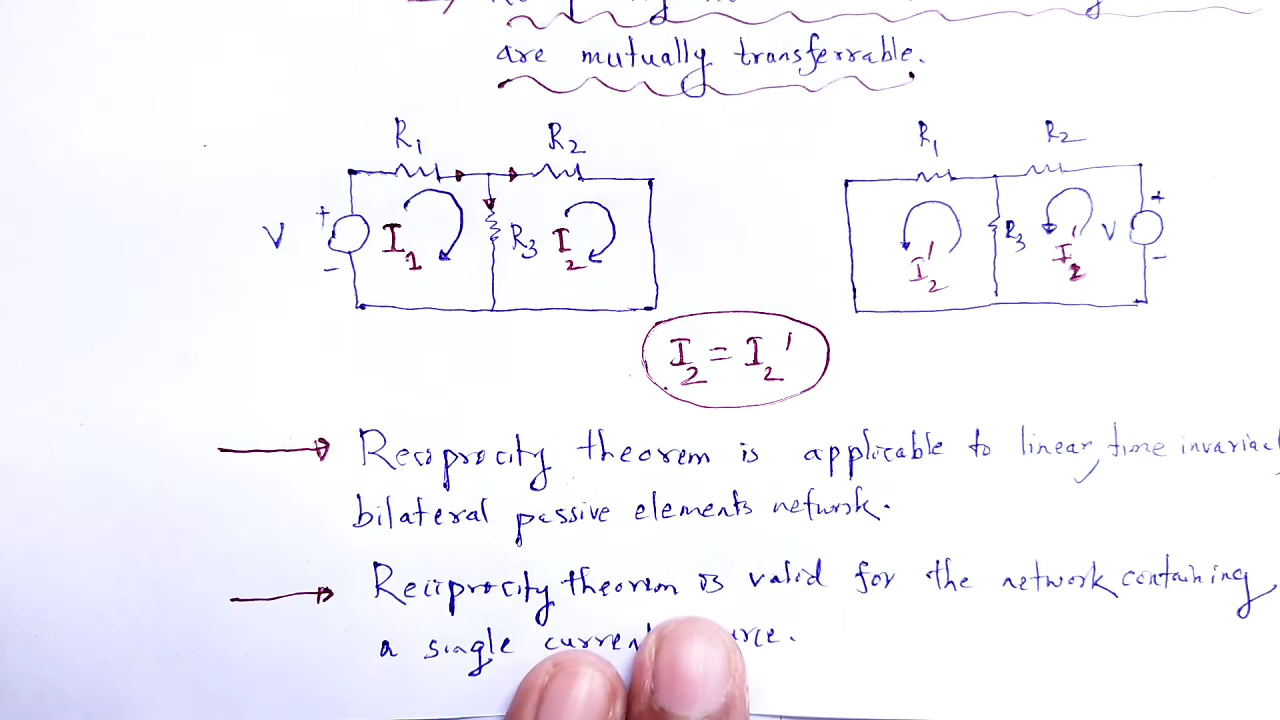 are mutually transferrable.
R1 R2
V + - I1 R3 I2
R1 R2
I2' R3 I2' V + -
I2 = I2'
Reciprocity theorem is applicable to linear, time
bilateral passive elements network.
Reciprocity theorem is valid for the network containing
a single